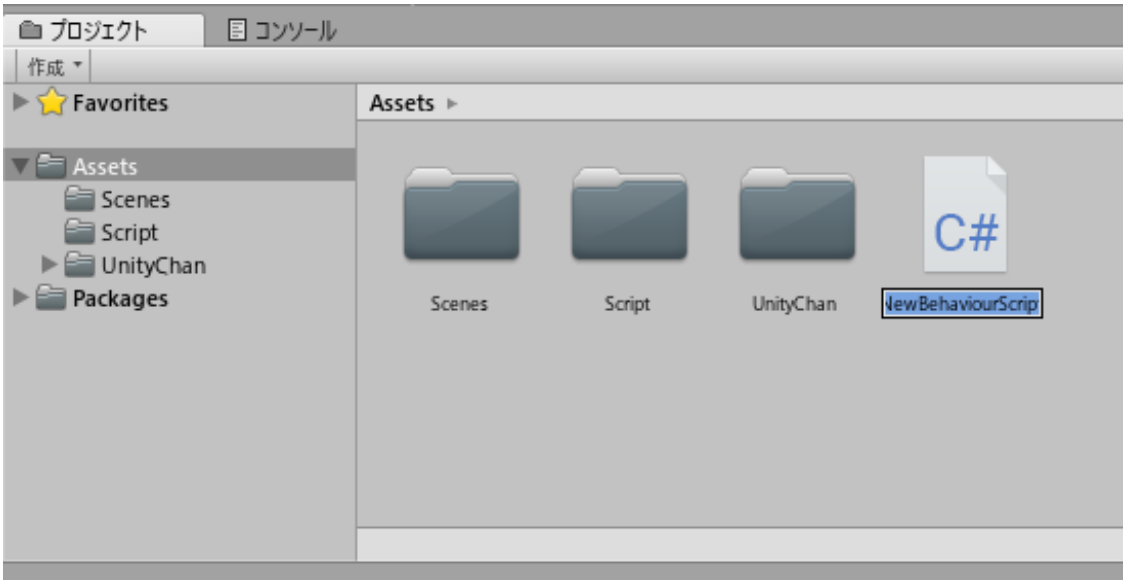 プロジェクト コンソール
作成
Favorites
Assets
Scenes
Script
UnityChan
Packages
Assets
C#
Scenes Script UnityChan NewBehaviourScrip